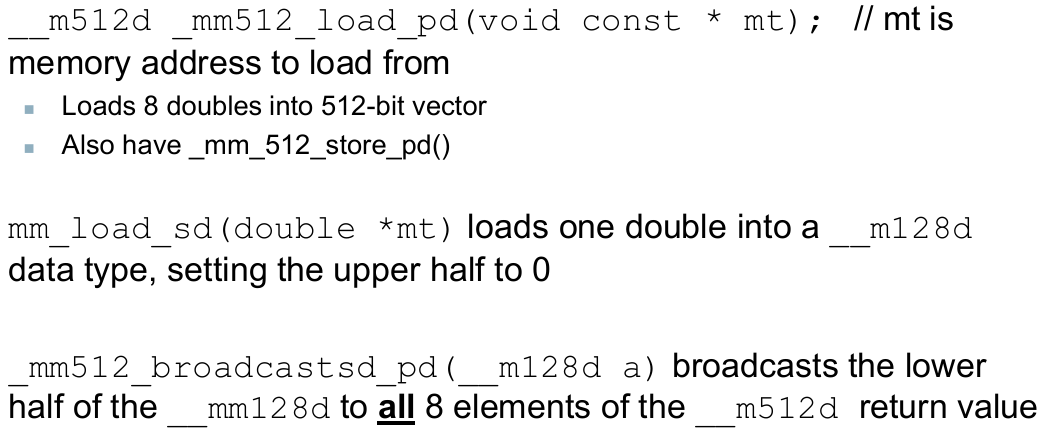 __m512d _mm512_load_pd(void const * mt); // mt is
memory address to load from
Loads 8 doubles into 512-bit vector
Also have _mm_512_store_pd()
mm_load_sd(double *mt) loads one double into a __m128d
data type, setting the upper half to 0
_mm512_broadcastsd_pd(__m128d a) broadcasts the lower
half of the __mm128d to all 8 elements of the __m512d return value